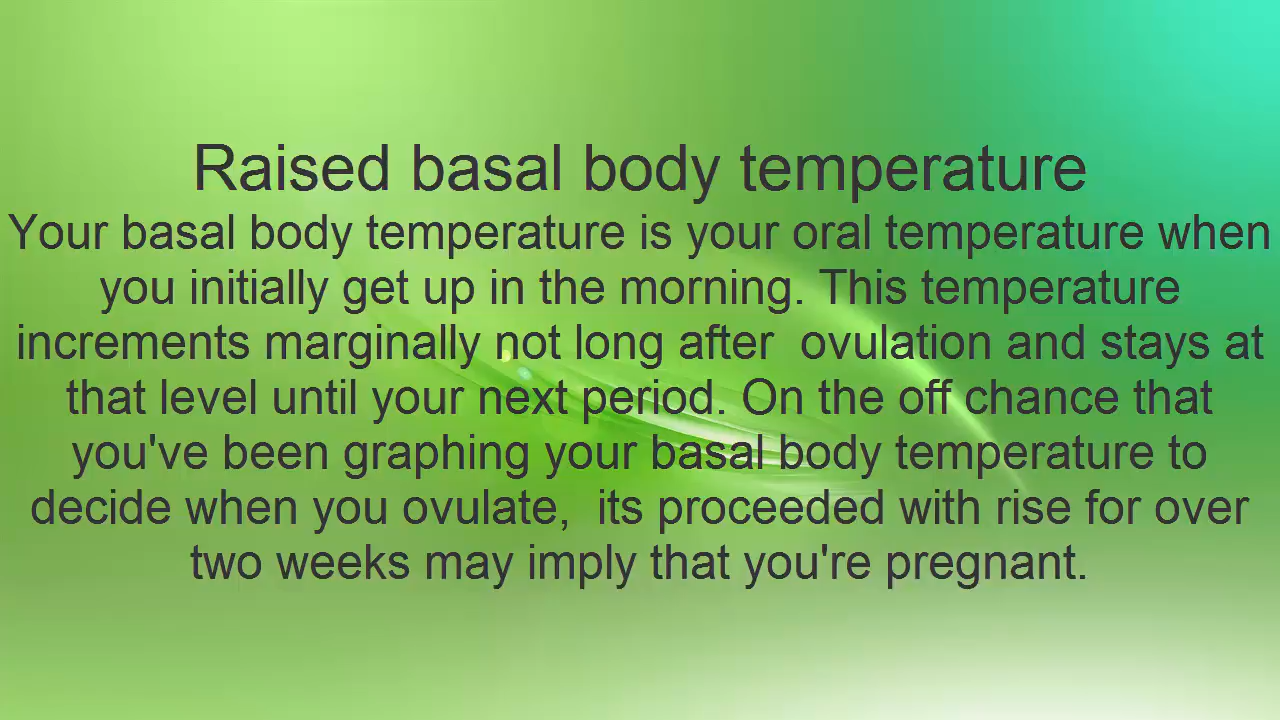 Raised basal body temperature
Your basal body temperature is your oral temperature when
you initially get up in the morning. This temperature
increments marginally not long after  ovulation and stays at
that level until your next period. On the off chance that
you've been graphing your basal body temperature to
decide when you ovulate,  its proceeded with rise for over
two weeks may imply that you're pregnant.